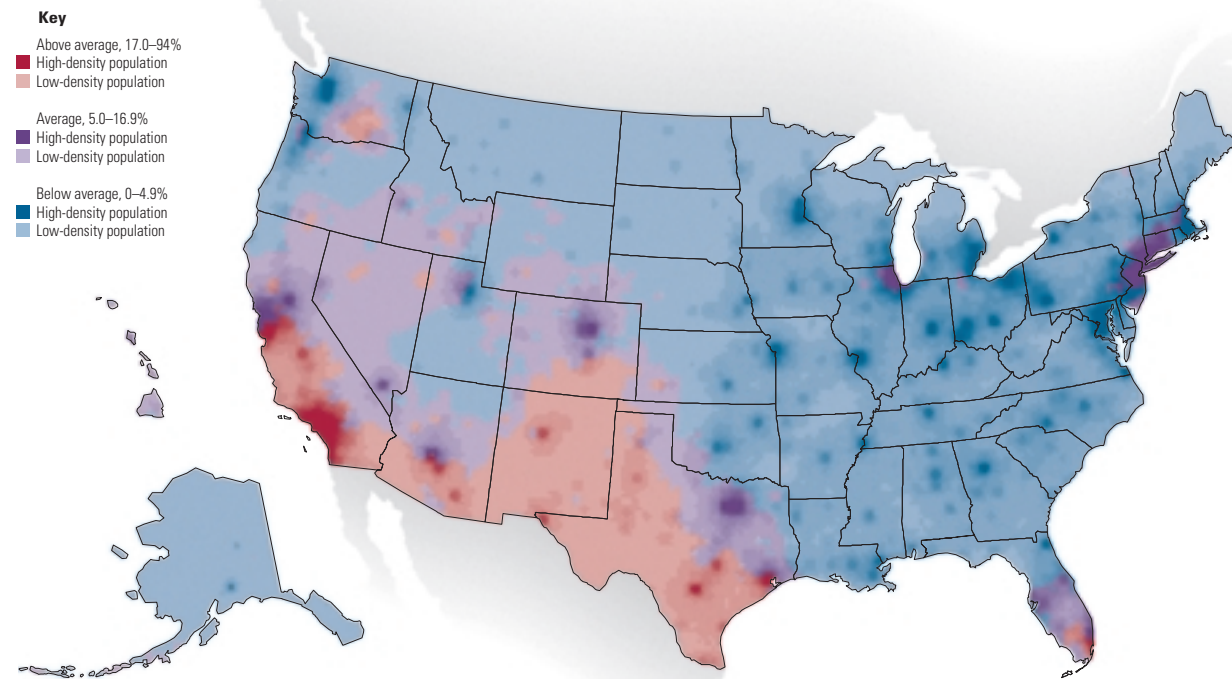 Key
Above average, 17.0–94%
High-density population
Low-density population
Average, 5.0–16.9%
High-density population
Low-density population
Below average, 0–4.9%
High-density population
Low-density population